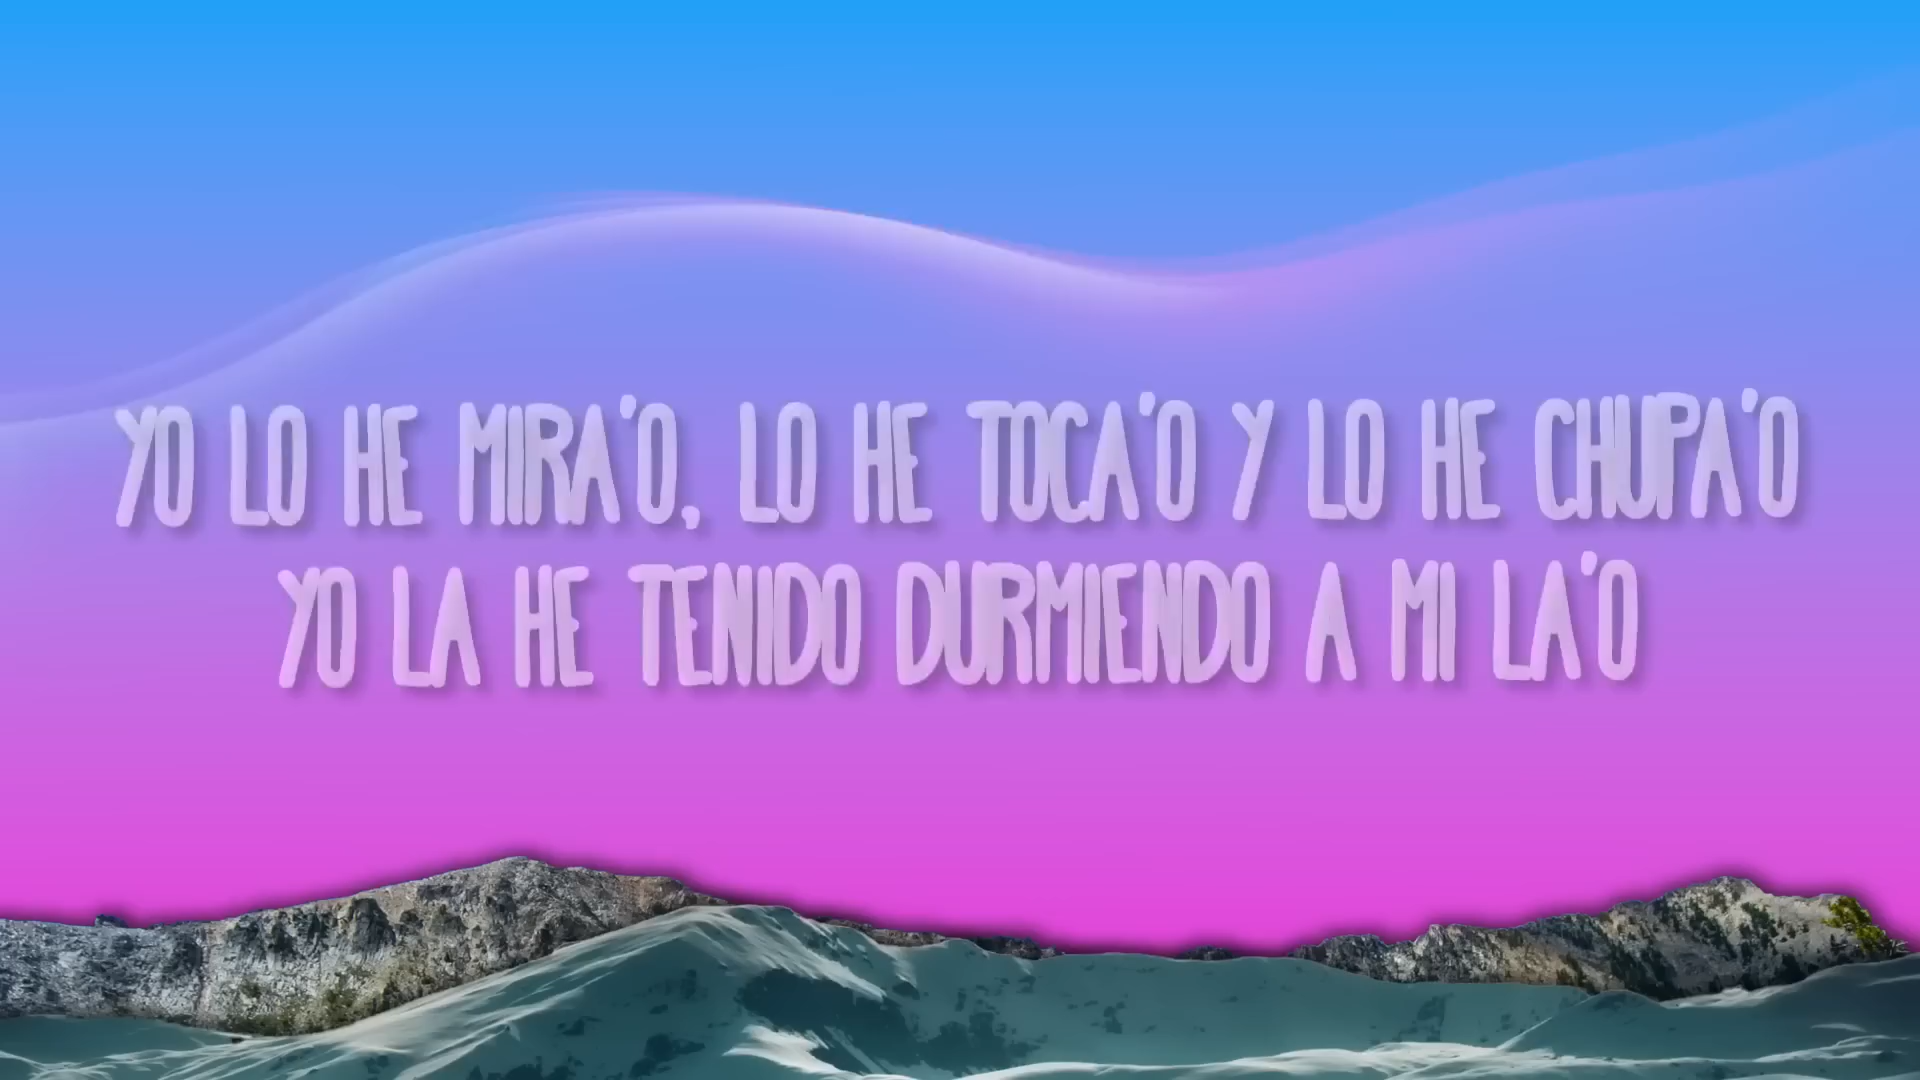 YO LO HE MIRA'O, LO HE TOCA'O Y LO HE CHUPA'O
YO LA HE TENIDO DURMIENDO A MI LA'O